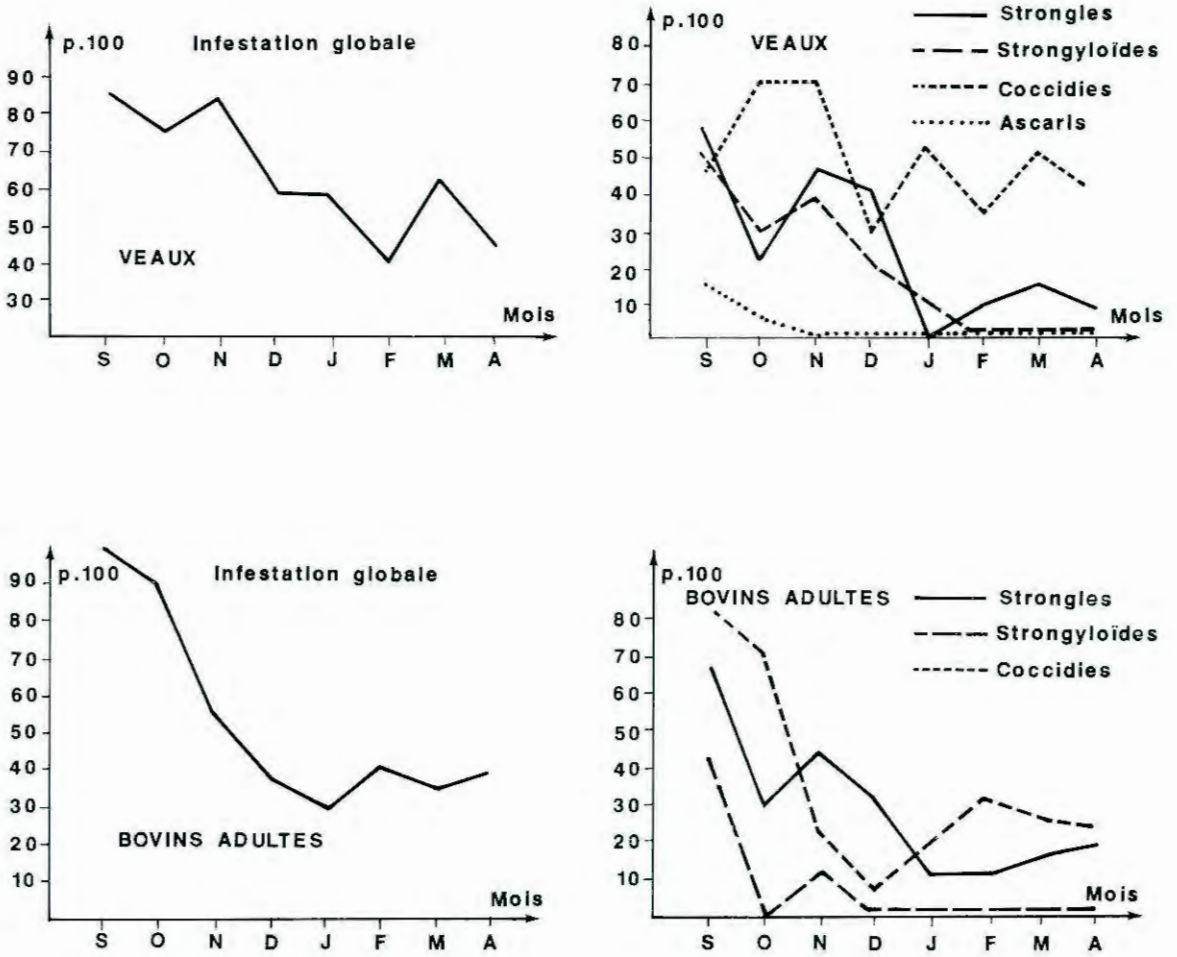 p.100 Infestation globale
90
80
70
60
50
40
30
VEAUX
Mois
S O N D J F M A
p.100
VEAUX
Strongles
Strongyloïdes
Coccidies
Ascaris
80
70
60
50
40
30
20
10
Mois
S O N D J F M A
p.100 Infestation globale
90
80
70
60
50
40
30
20
10
BOVINS ADULTES
Mois
S O N D J F M A
p.100
BOVINS ADULTES
Strongles
Strongyloïdes
Coccidies
80
70
60
50
40
30
20
10
Mois
S O N D J F M A